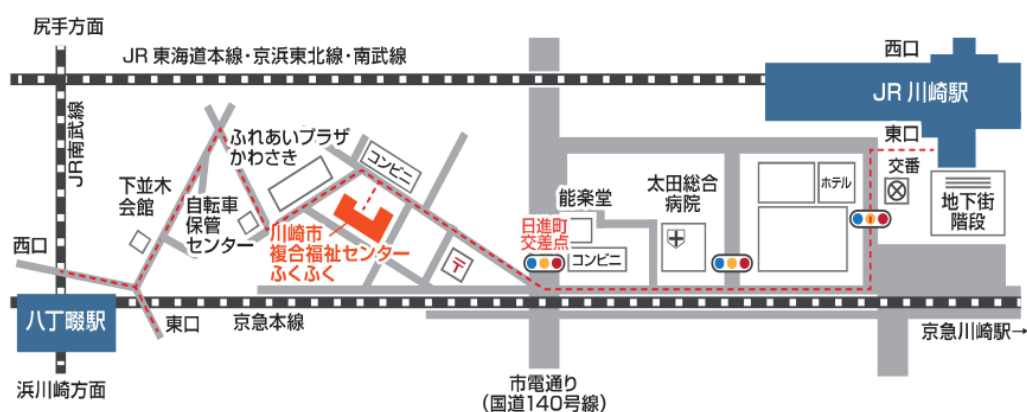 尻手方面
JR 東海道本線・京浜東北線・南武線
西口
JR 川崎駅
JR南武線
東口
ふれあいプラザ
かわさき
コンビニ
交番
ホテル
下並木
会館
自転車
保管
センター
太田総合
病院
能楽堂
地下街
階段
川崎市
複合福祉センター
ふくふく
日進町
交差点
コンビニ
〒
西口
八丁畷駅
東口
京急本線
京急川崎駅→
浜川崎方面
市電通り
（国道140号線）